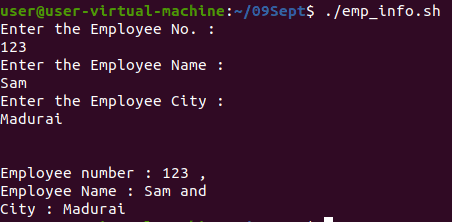 user@user-virtual-machine:~/09Sept$ ./emp_info.sh
Enter the Employee No. :
123
Enter the Employee Name :
Sam
Enter the Employee City :
Madurai
Employee number : 123 ,
Employee Name : Sam and
City : Madurai